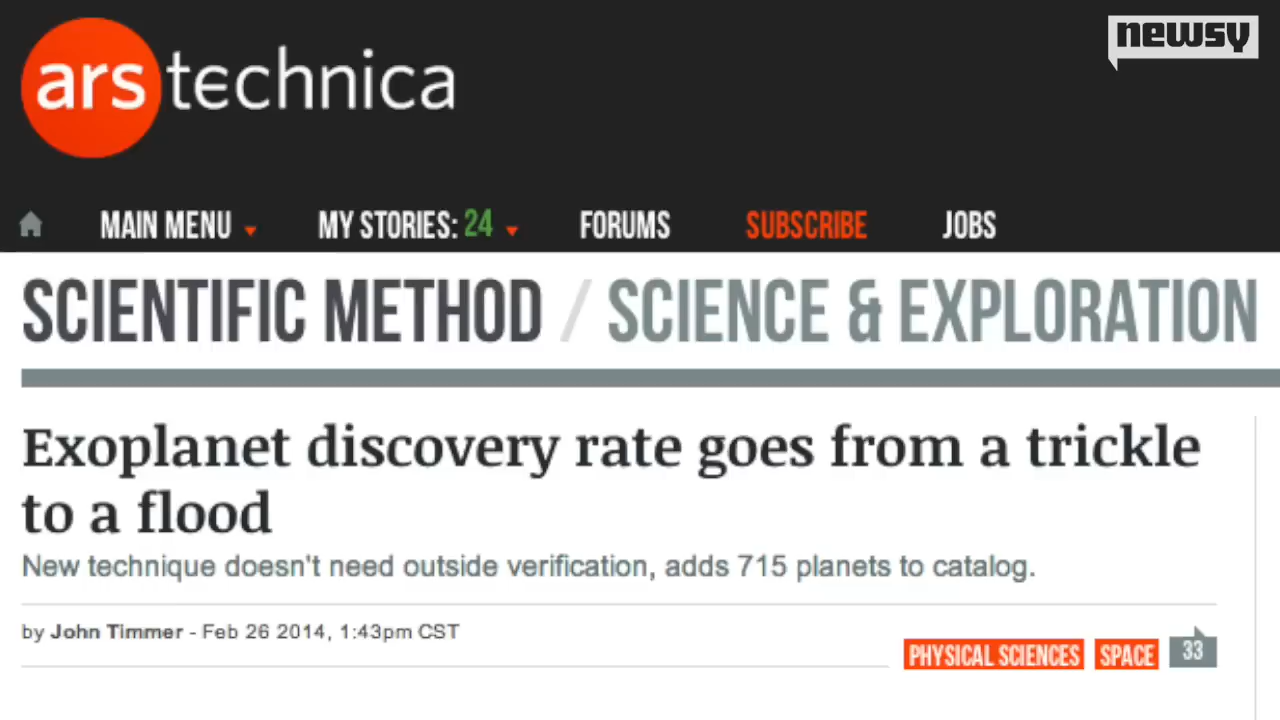 newsy
ars technica
MAIN MENU MY STORIES: 24 FORUMS SUBSCRIBE JOBS
SCIENTIFIC METHOD / SCIENCE & EXPLORATION
Exoplanet discovery rate goes from a trickle
to a flood
New technique doesn't need outside verification, adds 715 planets to catalog.
by John Timmer - Feb 26 2014, 1:43pm CST
PHYSICAL SCIENCES SPACE 33